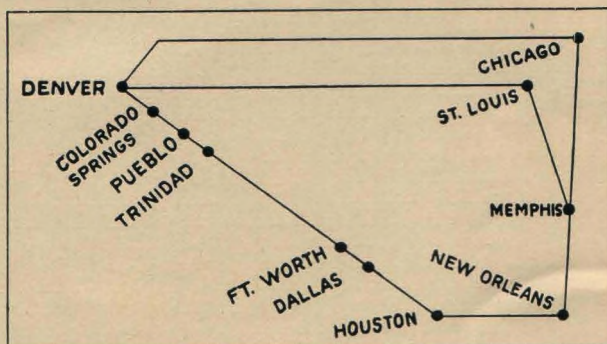 CHICAGO
DENVER
ST. LOUIS
COLORADO
SPRINGS
PUEBLO
TRINIDAD
MEMPHIS
FT. WORTH
DALLAS
NEW ORLEANS
HOUSTON